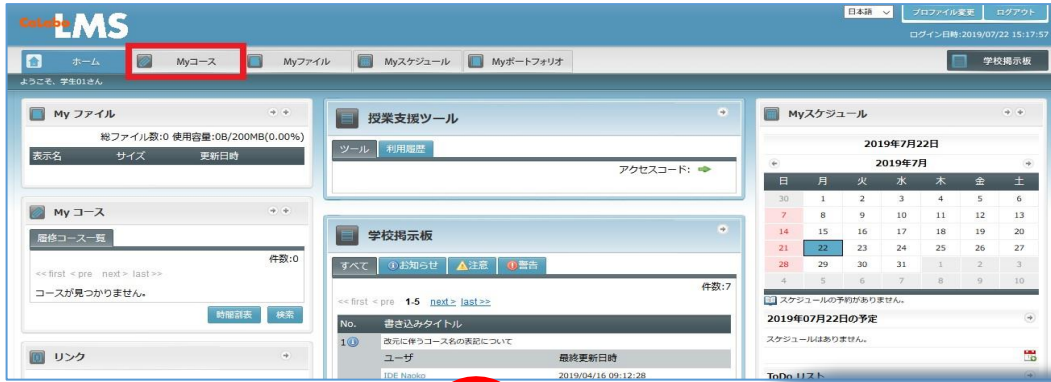 CoLabo LMS
日本語 プロファイル変更 ログアウト
ログイン日時:2019/07/22 15:17:57
ホーム Myコース Myファイル Myスケジュール Myポートフォリオ 学校掲示板
ようこそ、学生01さん
My ファイル
総ファイル数:0 使用容量:0B/200MB(0.00%)
表示名 サイズ 更新日時
My コース
履修コース一覧
件数:0
<< first < pre next > last >>
コースが見つかりません。
時間割表 検索
リンク
授業支援ツール
ツール 利用履歴
アクセスコード:
学校掲示板
すべて お知らせ 注意 警告
件数:7
<< first < pre 1-5 next > last >>
No. 書き込みタイトル
1 改元に伴うコース名の表記について
ユーザ 最終更新日時
IDE Naoko 2019/04/16 09:12:28
Myスケジュール
2019年7月22日
2019年7月
日 月 火 水 木 金 土
30 1 2 3 4 5 6
7 8 9 10 11 12 13
14 15 16 17 18 19 20
21 22 23 24 25 26 27
28 29 30 31 1 2 3
4 5 6 7 8 9 10
スケジュールの予約がありません。
2019年07月22日の予定
スケジュールはありません。
ToDo リスト